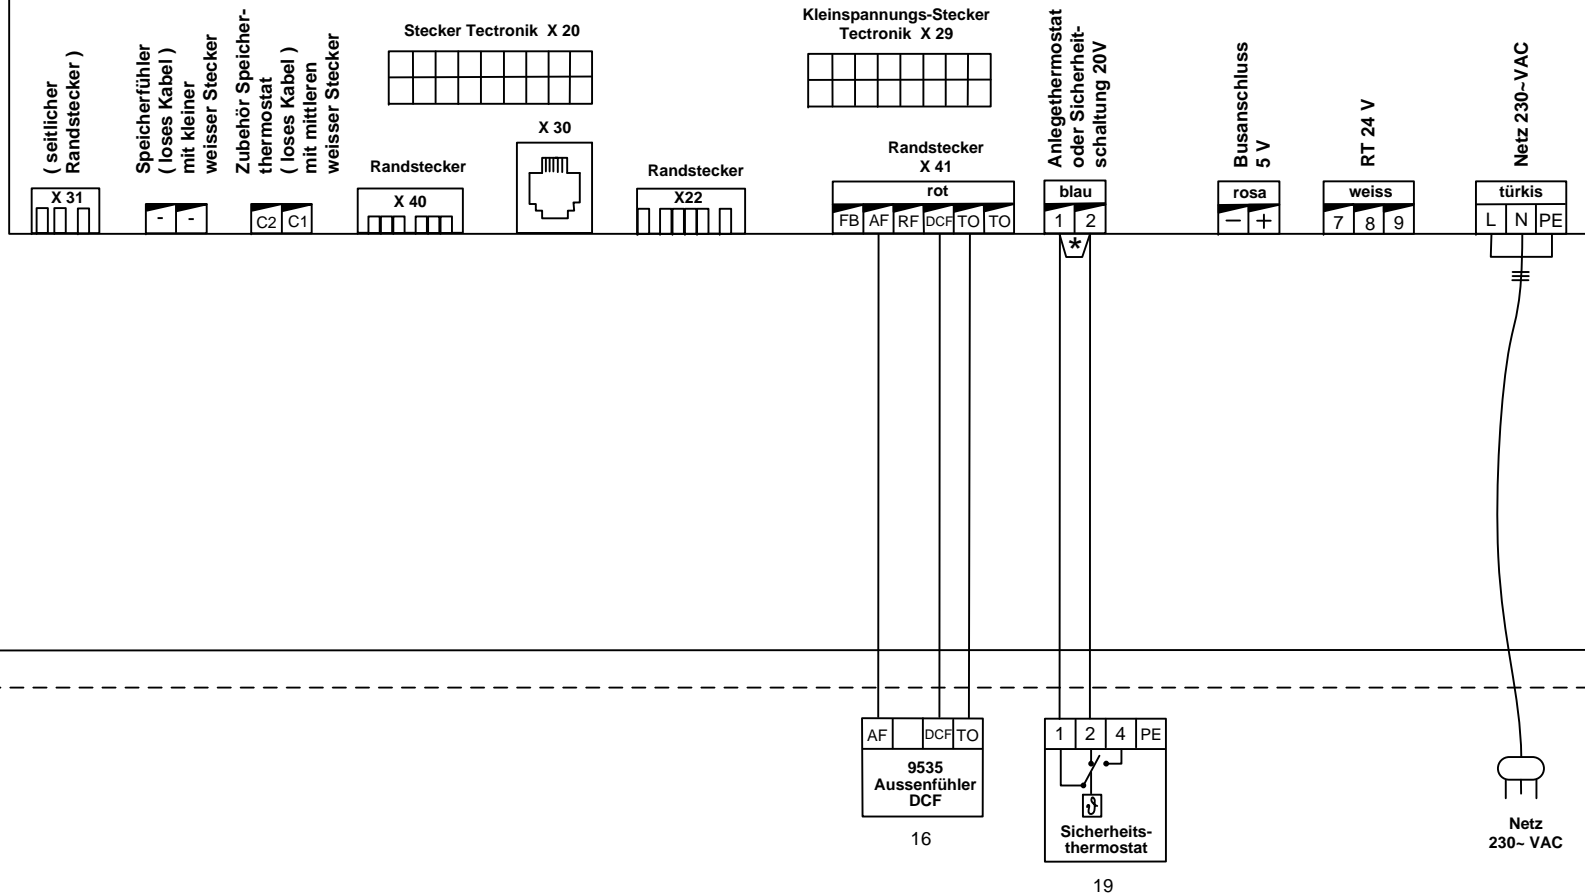 ( seitlicher
Randstecker )
X 31
Speicherfühler
( loses Kabel )
mit kleiner
weisser Stecker
- -
Zubehör Speicher-
thermostat
( loses Kabel )
mit mittleren
weisser Stecker
C2 C1
Stecker Tectronik X 20
Randstecker
X 40
X 30
Randstecker
X22
Kleinspannungs-Stecker
Tectronik X 29
Randstecker
X 41
rot
FB AF RF DCF TO TO
Anlegethermostat
oder Sicherheit-
schaltung 20V
blau
1 2
*
Busanschluss
5 V
rosa
− +
RT 24 V
weiss
7 8 9
Netz 230~VAC
türkis
L N PE
AF DCF TO
9535
Aussenfühler
DCF
16
1 2 4 PE
ϑ
Sicherheits-
thermostat
19
Netz
230~ VAC